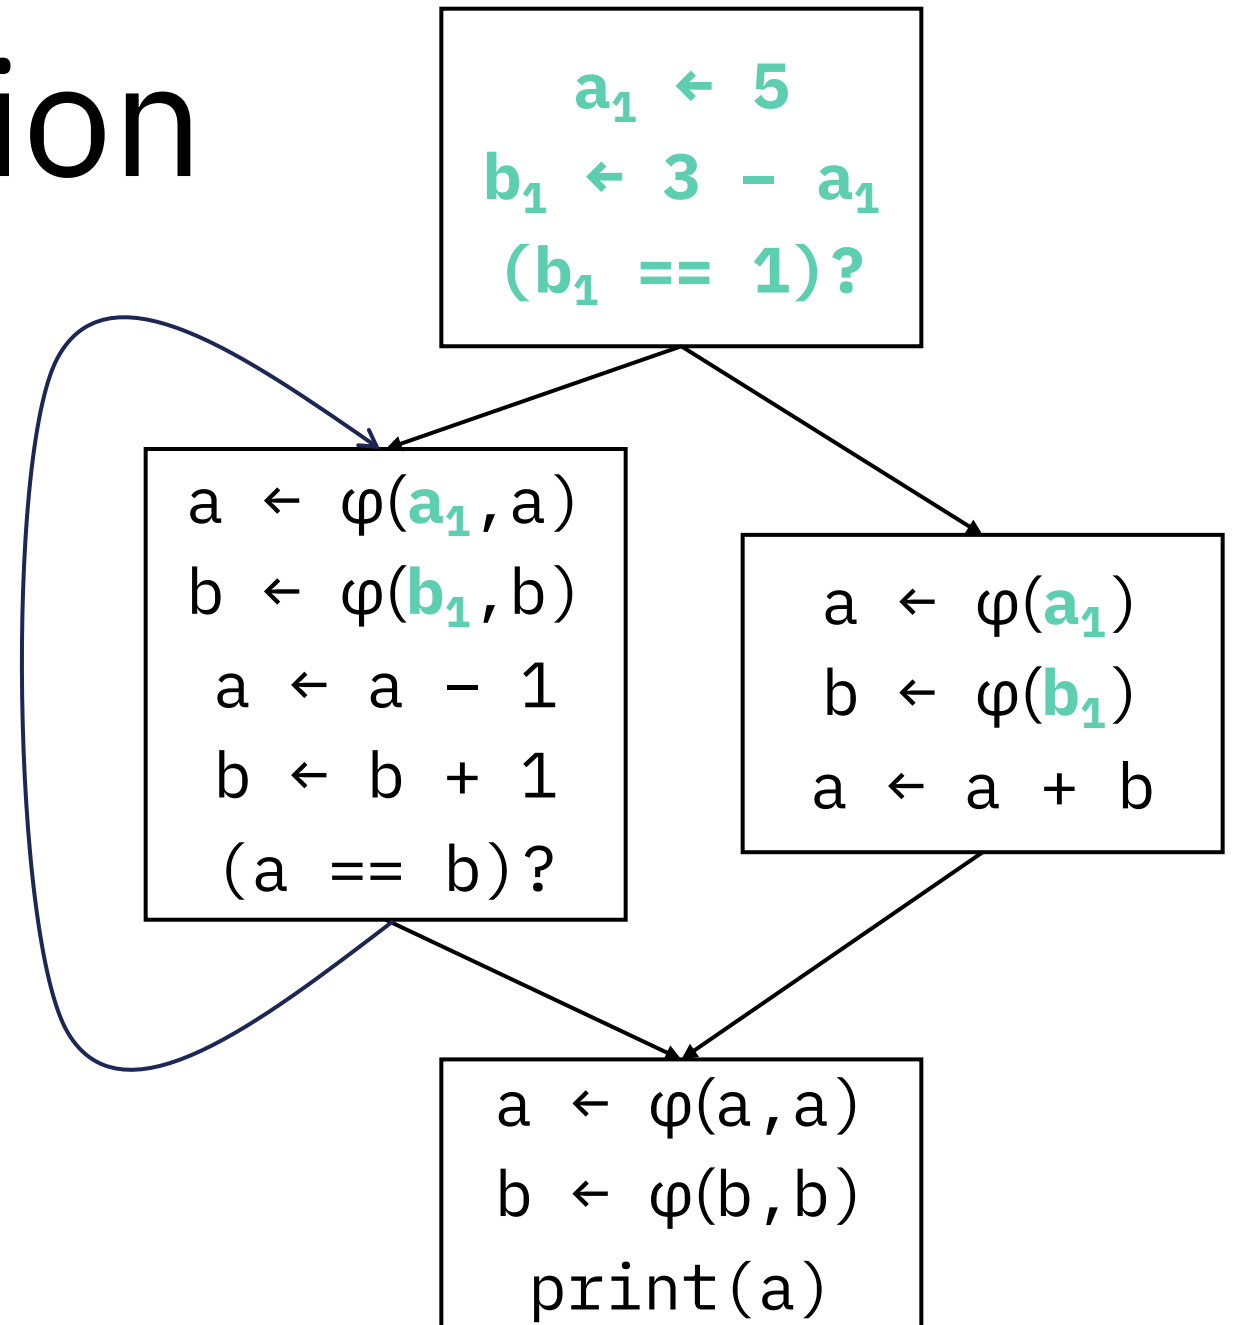 ion
a₁ ← 5
b₁ ← 3 – a₁
(b₁ == 1)?
a ← φ(a₁,a)
b ← φ(b₁,b)
a ← a – 1
b ← b + 1
(a == b)?
a ← φ(a₁)
b ← φ(b₁)
a ← a + b
a ← φ(a,a)
b ← φ(b,b)
print(a)